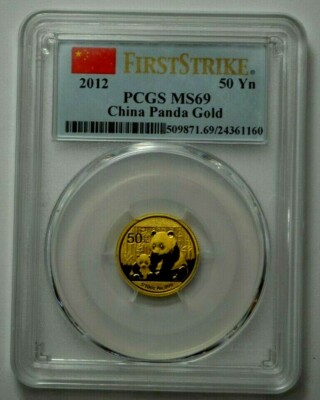 FIRSTSTRIKE®
2012 50 Yn
PCGS MS69
China Panda Gold
509871.69/24361160
50